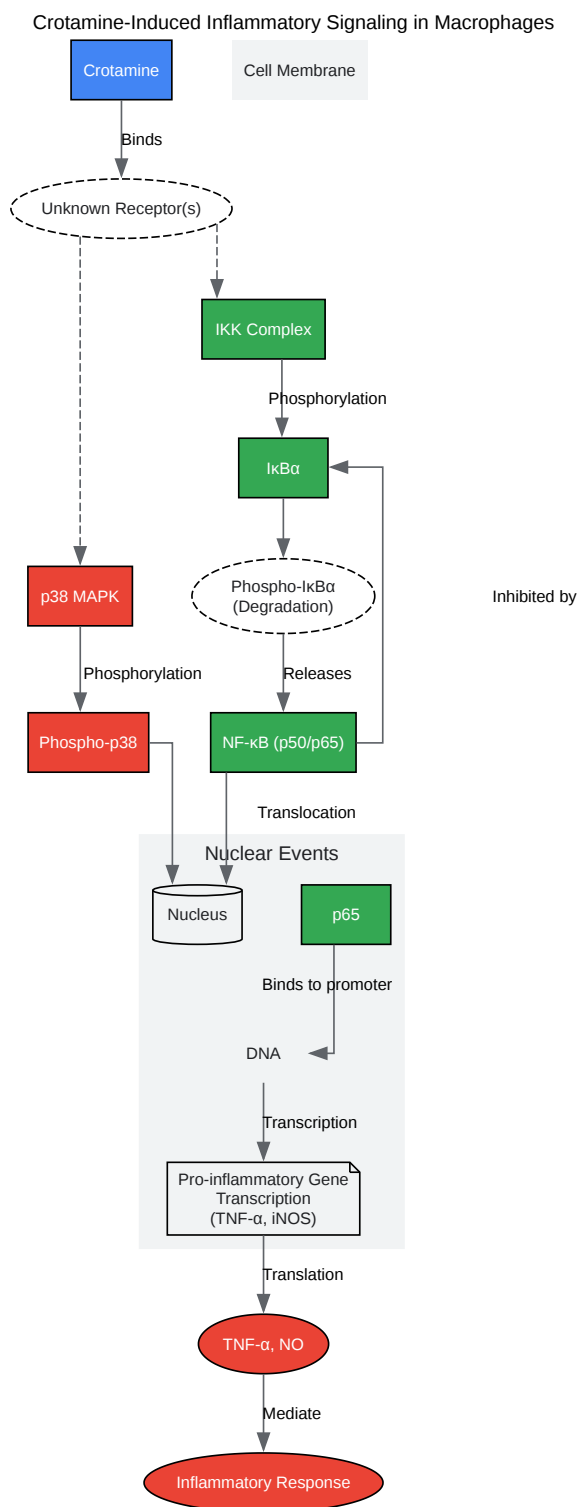 Crotamine-Induced Inflammatory Signaling in Macrophages
Crotamine
Cell Membrane
Binds
Unknown Receptor(s)
IKK Complex
Phosphorylation
IκBα
p38 MAPK
Phospho-IκBα
(Degradation)
Inhibited by
Phosphorylation
Releases
Phospho-p38
NF-κB (p50/p65)
Translocation
Nuclear Events
Nucleus
p65
Binds to promoter
DNA
Transcription
Pro-inflammatory Gene
Transcription
(TNF-α, iNOS)
Translation
TNF-α, NO
Mediate
Inflammatory Response